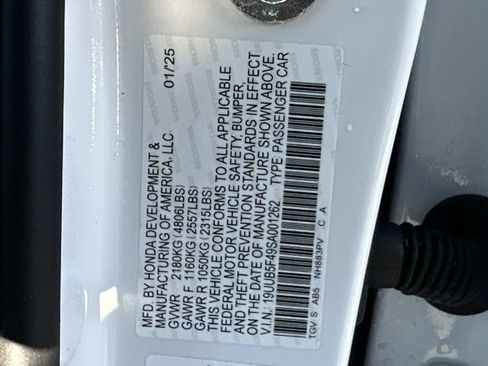 MFD. BY HONDA DEVELOPMENT &
MANUFACTURING OF AMERICA, LLC. 01/25
GVWR 2180KG(4806LBS)
GAWR F 1160KG(2557LBS)
GAWR R 1050KG(2315LBS)
THIS VEHICLE CONFORMS TO ALL APPLICABLE
FEDERAL MOTOR VEHICLE SAFETY, BUMPER,
AND THEFT PREVENTION STANDARDS IN EFFECT
ON THE DATE OF MANUFACTURE SHOWN ABOVE.
V.I.N.: 19UUB5F49SA001262 TYPE:PASSENGER CAR
TGV S AB5 NH883PV C A